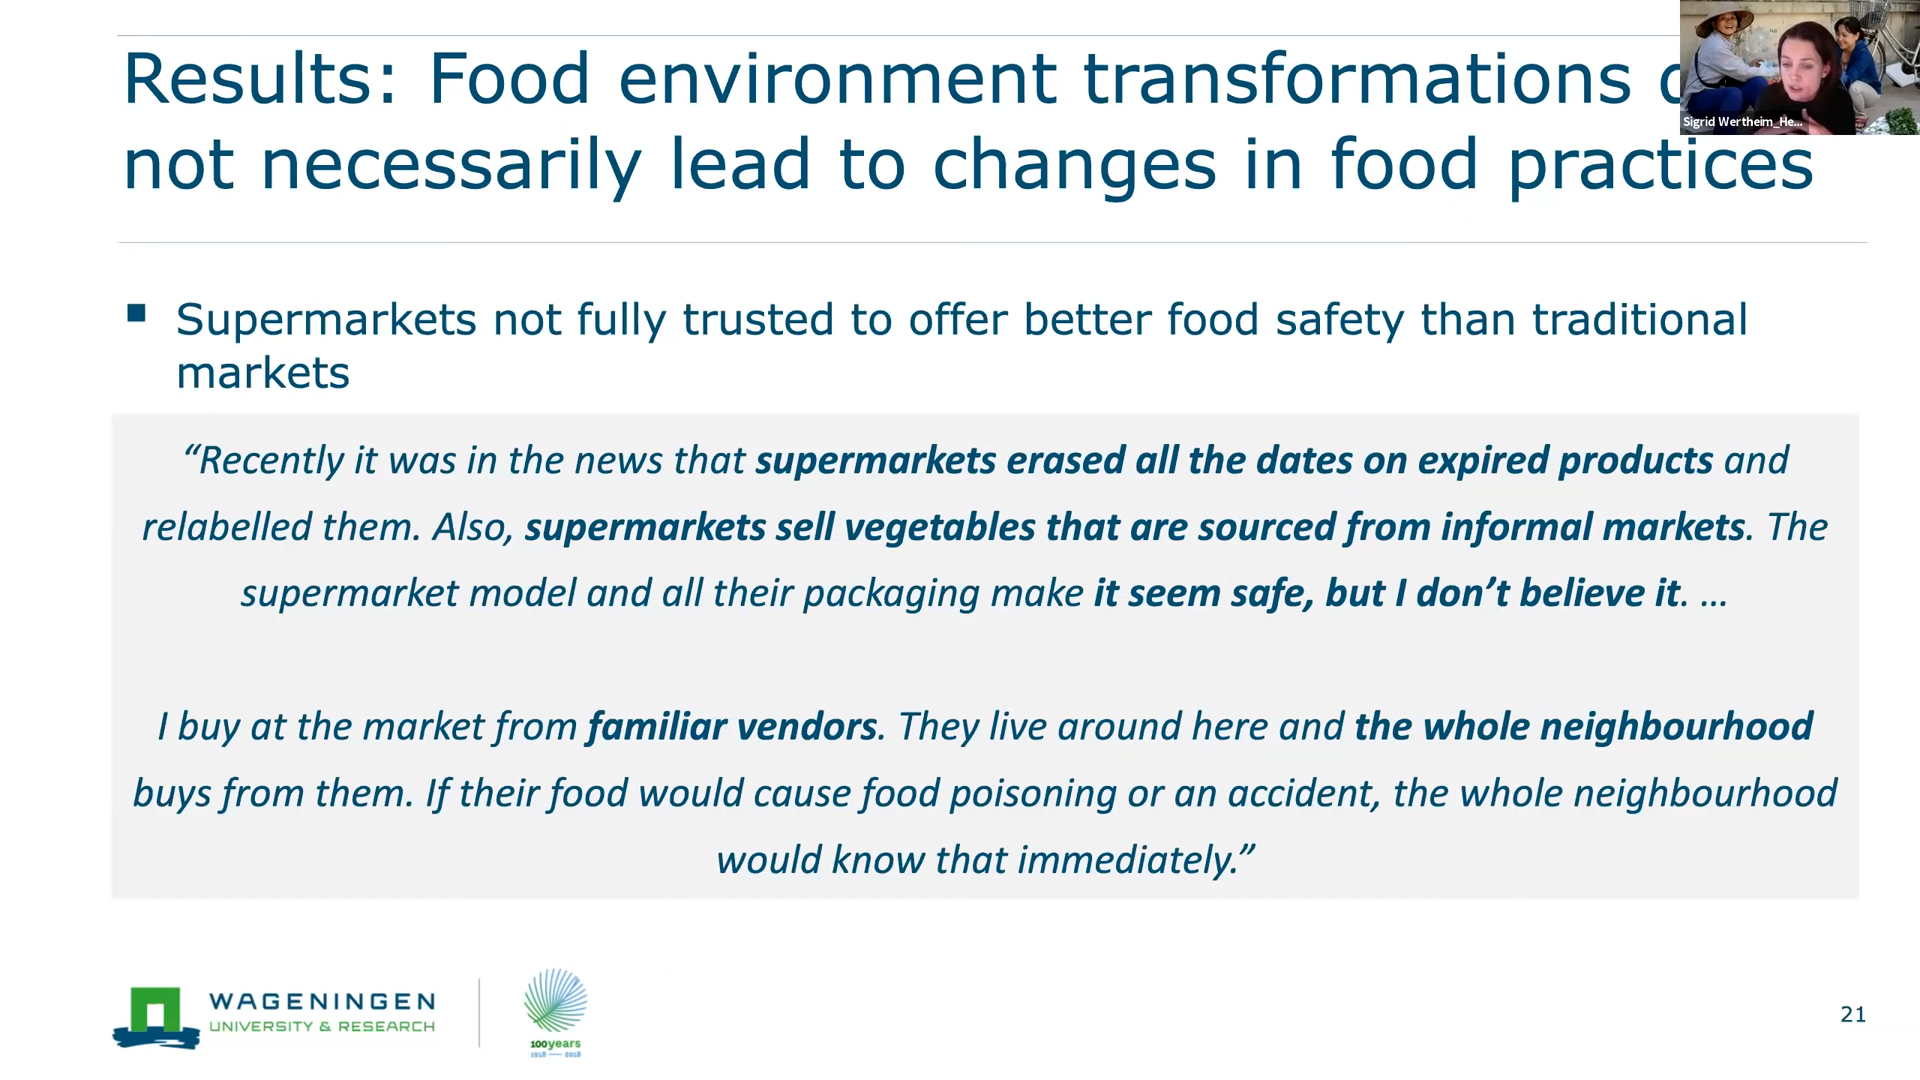 Results: Food environment transformations
not necessarily lead to changes in food practices
Sigrid Wertheim_He...
■ Supermarkets not fully trusted to offer better food safety than traditional
markets
“Recently it was in the news that supermarkets erased all the dates on expired products and
relabelled them. Also, supermarkets sell vegetables that are sourced from informal markets. The
supermarket model and all their packaging make it seem safe, but I don’t believe it. …
I buy at the market from familiar vendors. They live around here and the whole neighbourhood
buys from them. If their food would cause food poisoning or an accident, the whole neighbourhood
would know that immediately.”
WAGENINGEN
UNIVERSITY & RESEARCH
100years
1918 — 2018
21